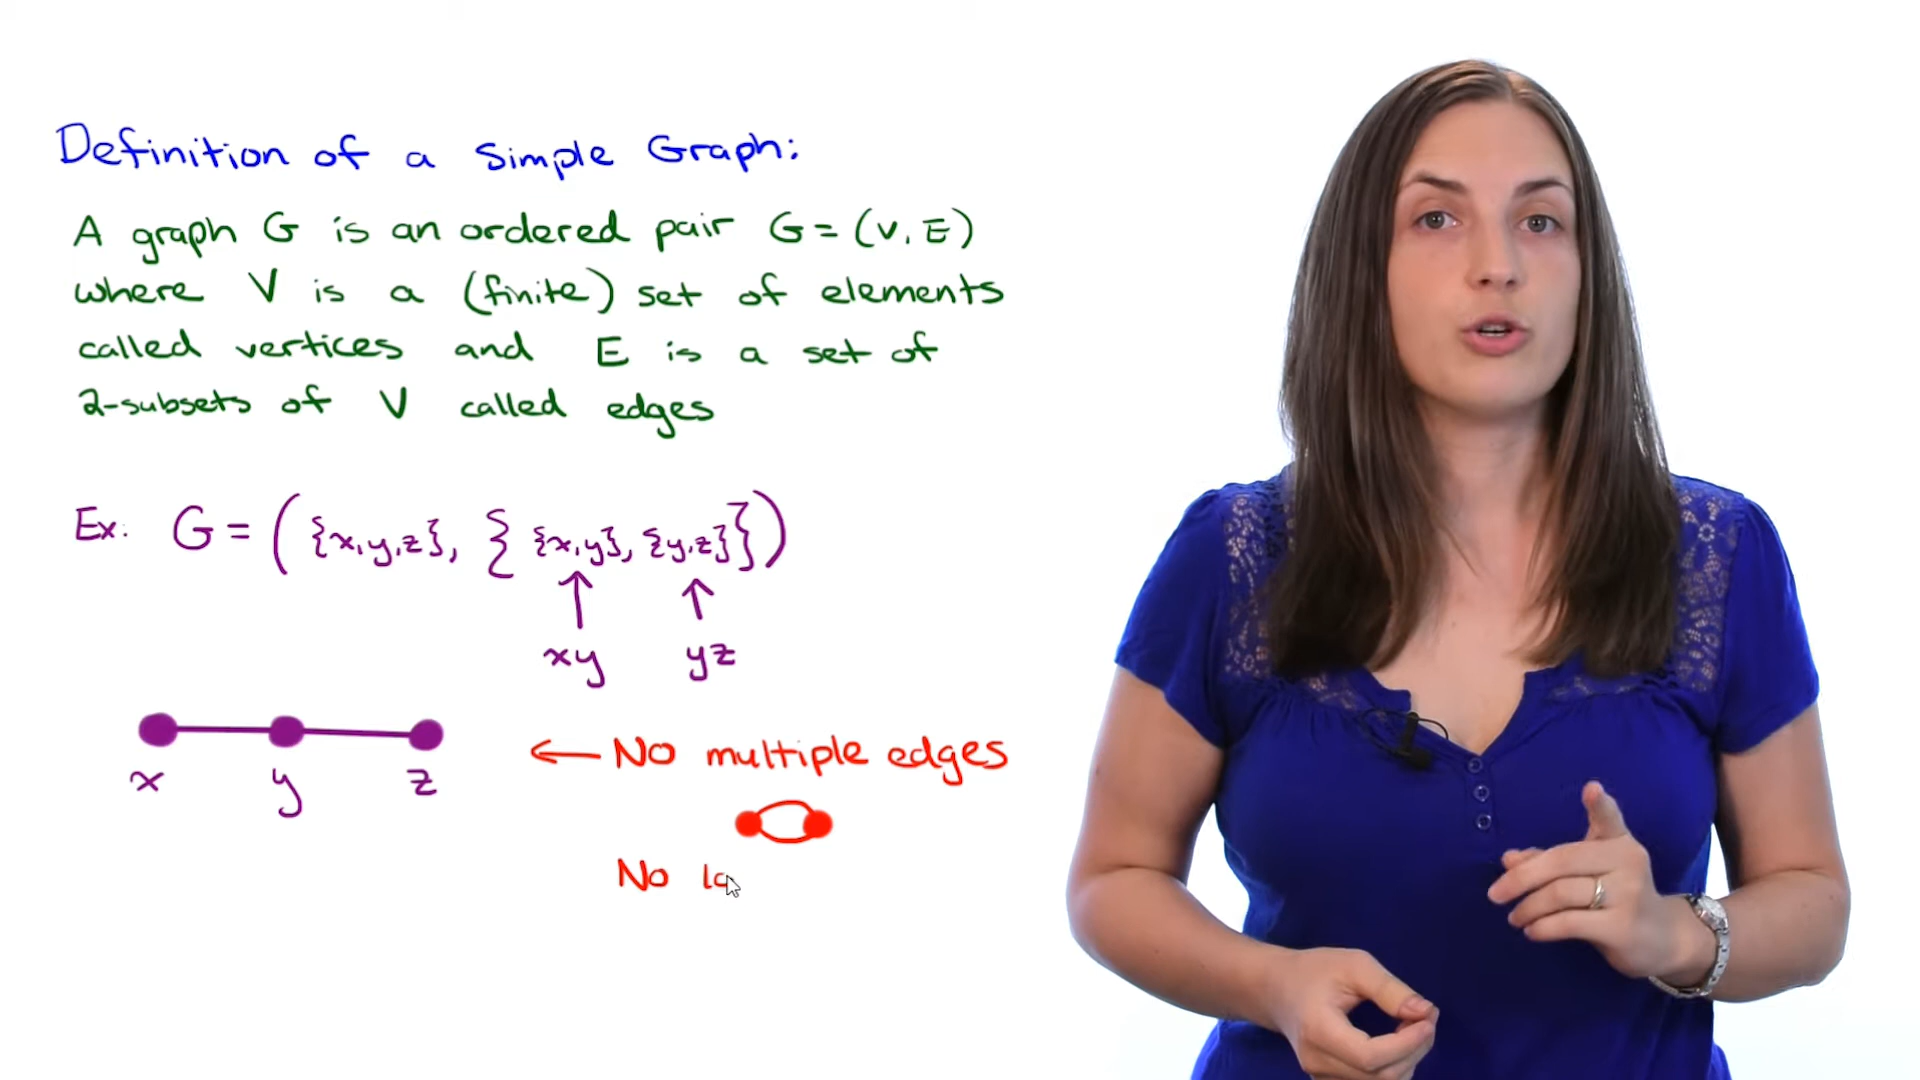 Definition of a Simple Graph:
A graph G is an ordered pair G = (V, E)
where V is a (finite) set of elements
called vertices and E is a set of
2-subsets of V called edges
Ex: G = ( {x,y,z}, { {x,y}, {y,z} } )
↑ ↑
xy yz
← No multiple edges
x y z
No lo